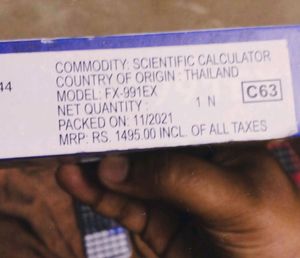 44
COMMODITY: SCIENTIFIC CALCULATOR
COUNTRY OF ORIGIN : THAILAND
MODEL: FX-991EX
NET QUANTITY : 1 N
C63
PACKED ON: 11/2021
MRP: RS. 1495.00 INCL. OF ALL TAXES